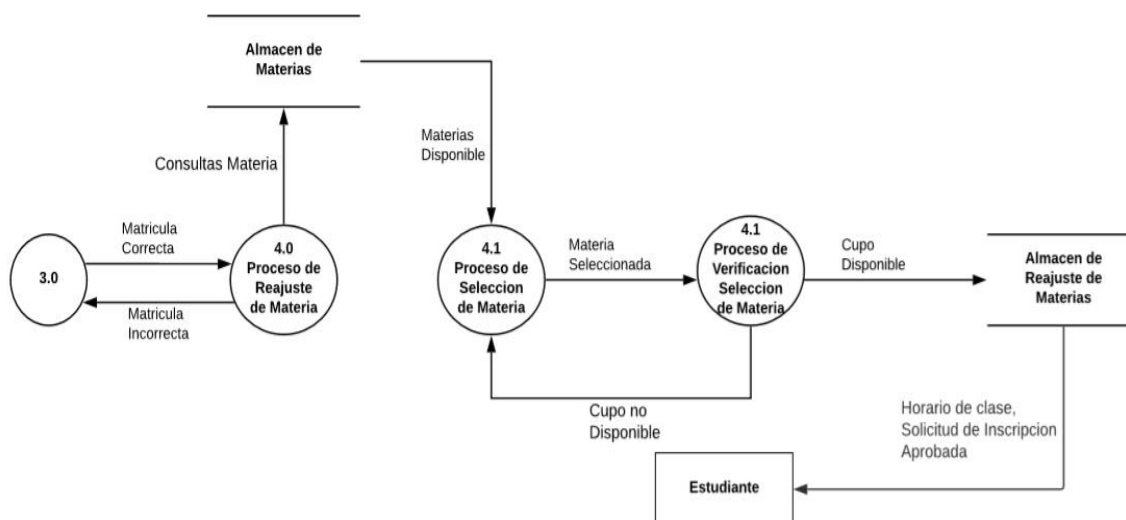 Almacen de
Materias
Consultas Materia
Materias
Disponible
Matricula
Correcta
3.0
Matricula
Incorrecta
4.0
Proceso de
Reajuste
de Materia
4.1
Proceso de
Seleccion
de Materia
Materia
Seleccionada
4.1
Proceso de
Verificacion
Seleccion
de Materia
Cupo
Disponible
Almacen de
Reajuste de
Materias
Cupo no
Disponible
Horario de clase,
Solicitud de Inscripcion
Aprobada
Estudiante